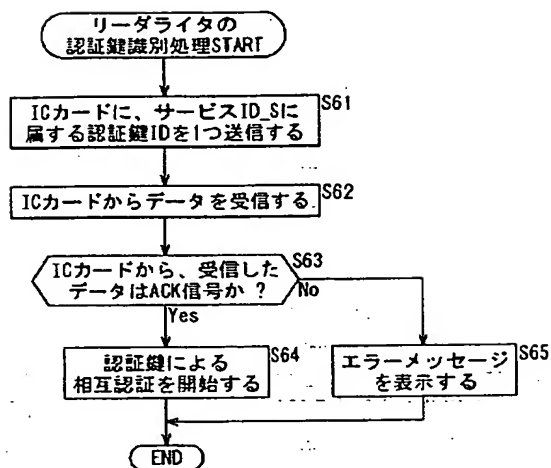 リーダライタの
認証鍵識別処理START
ICカードに、サービスID_Sに
属する認証鍵IDを1つ送信する
S61
ICカードからデータを受信する
S62
ICカードから、受信した
データはACK信号か ?
S63
No
Yes
認証鍵による
相互認証を開始する
S64
エラーメッセージ
を表示する
S65
END